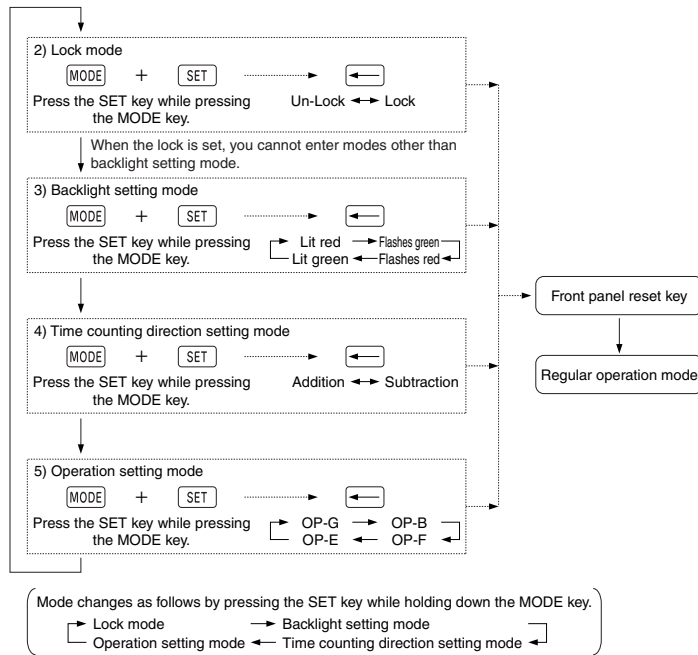 2) Lock mode
MODE + SET
Press the SET key while pressing Un-Lock ↔ Lock
the MODE key.
When the lock is set, you cannot enter modes other than
backlight setting mode.
3) Backlight setting mode
MODE + SET
Press the SET key while pressing
the MODE key.
Lit red → Flashes green
Lit green ← Flashes red
4) Time counting direction setting mode
MODE + SET
Press the SET key while pressing Addition ↔ Subtraction
the MODE key.
5) Operation setting mode
MODE + SET
Press the SET key while pressing
the MODE key.
OP-G → OP-B
OP-E ← OP-F
Front panel reset key
Regular operation mode
Mode changes as follows by pressing the SET key while holding down the MODE key.
Lock mode → Backlight setting mode
Operation setting mode ← Time counting direction setting mode